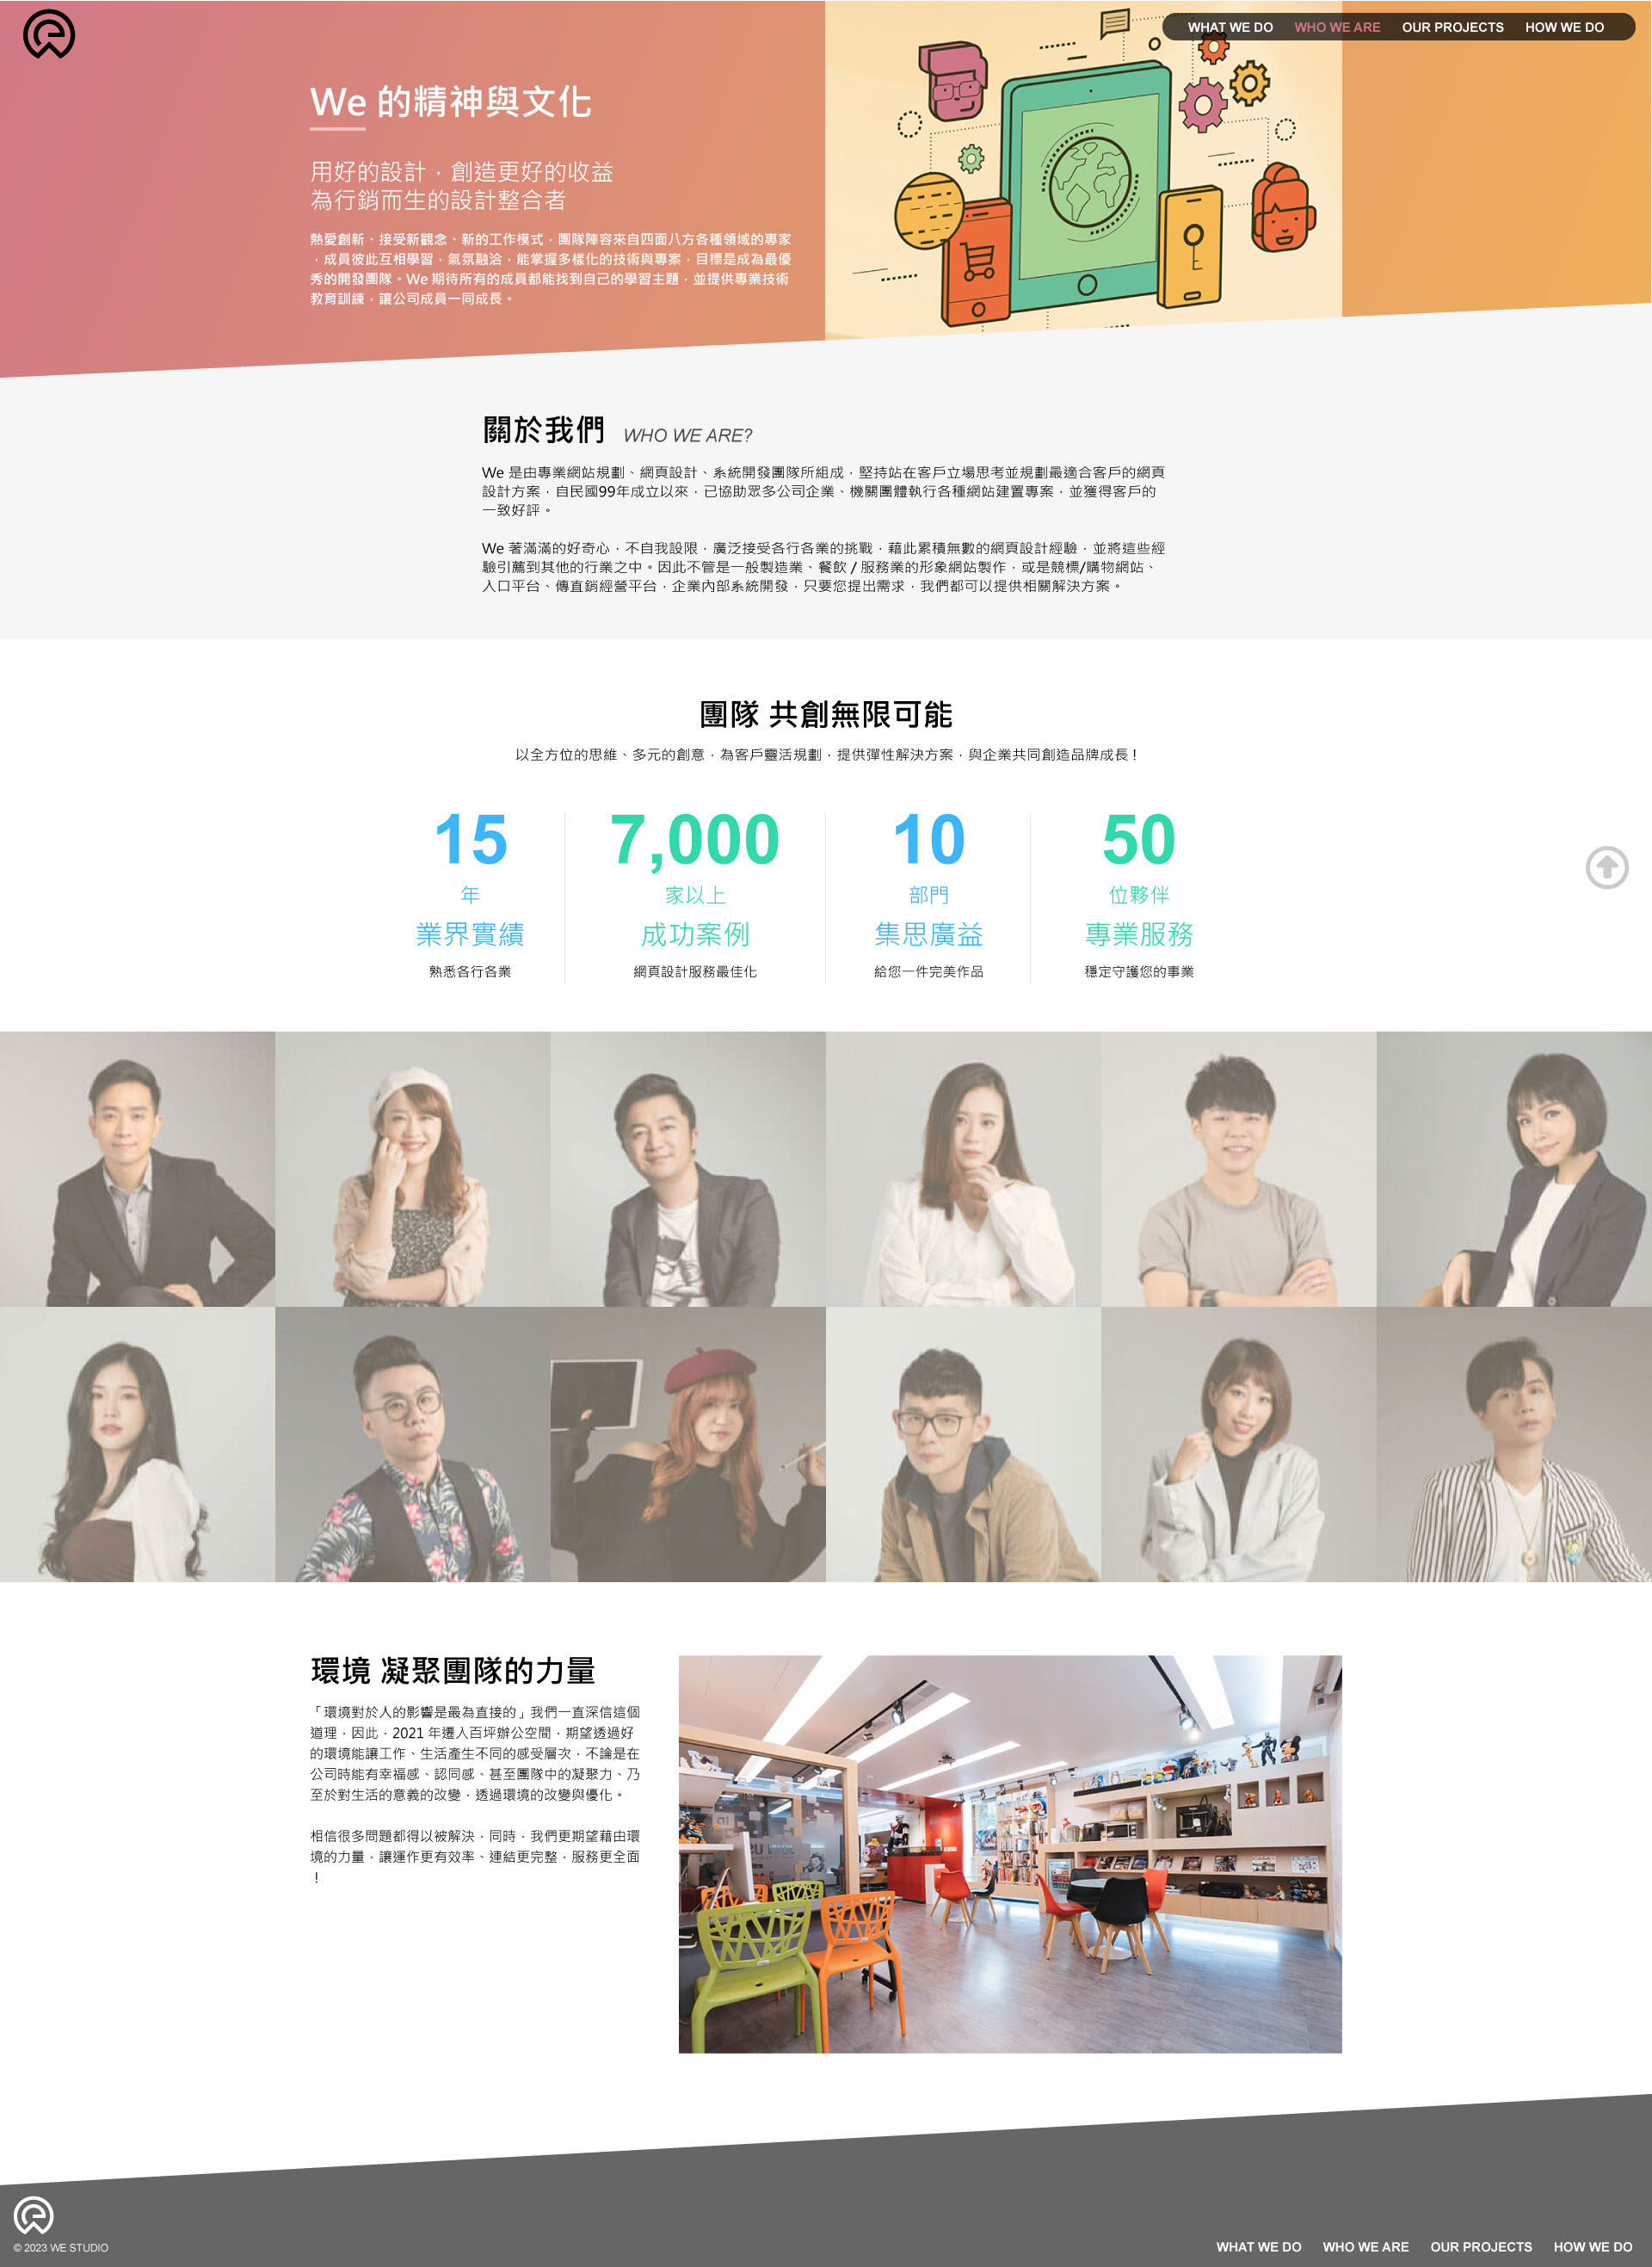 WHAT WE DO WHO WE ARE OUR PROJECTS HOW WE DO
We 的精神與文化
用好的設計，創造更好的收益
為行銷而生的設計整合者
熱愛創新、接受新觀念、新的工作模式，團隊陣容來自四面八方各種領域的專家
，成員彼此互相學習，氣氛融洽，能掌握多樣化的技術與專案，目標是成為最優
秀的開發團隊。We 期待所有的成員都能找到自己的學習主題，並提供專業技術
教育訓練，讓公司成員一同成長。
關於我們 WHO WE ARE?
We 是由專業網站規劃、網頁設計、系統開發團隊所組成，堅持站在客戶立場思考並規劃最適合客戶的網頁
設計方案，自民國99年成立以來，已協助眾多公司企業、機關團體執行各種網站建置專案，並獲得客戶的
一致好評。
We 著滿滿的好奇心，不自我設限，廣泛接受各行各業的挑戰，藉此累積無數的網頁設計經驗，並將這些經
驗引薦到其他的行業之中。因此不管是一般製造業、餐飲 / 服務業的形象網站製作，或是競標/購物網站、
入口平台、傳直銷經營平台，企業內部系統開發，只要您提出需求，我們都可以提供相關解決方案。
團隊 共創無限可能
以全方位的思維、多元的創意，為客戶靈活規劃，提供彈性解決方案，與企業共同創造品牌成長！
15
年
業界實績
熟悉各行各業
7,000
家以上
成功案例
網頁設計服務最佳化
10
部門
集思廣益
給您一件完美作品
50
位夥伴
專業服務
穩定守護您的事業
環境 凝聚團隊的力量
「環境對於人的影響是最為直接的」我們一直深信這個
道理，因此，2021 年遷入百坪辦公空間，期望透過好
的環境能讓工作、生活產生不同的感受層次，不論是在
公司時能有幸福感、認同感、甚至團隊中的凝聚力、乃
至於對生活的意義的改變，透過環境的改變與優化。
相信很多問題都得以被解決，同時，我們更期望藉由環
境的力量，讓運作更有效率、連結更完整，服務更全面
！
© 2023 WE STUDIO
WHAT WE DO WHO WE ARE OUR PROJECTS HOW WE DO